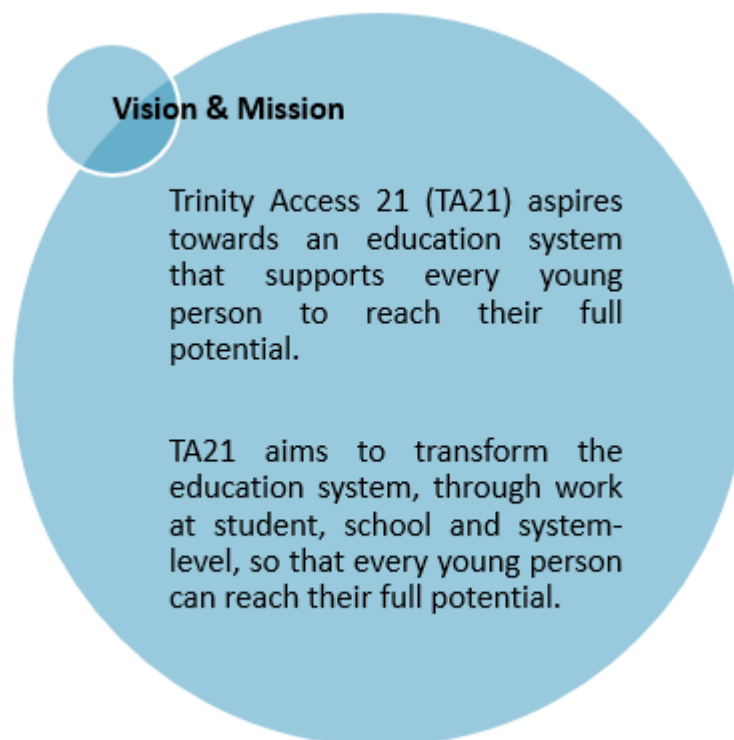 Vision & Mission
Trinity Access 21 (TA21) aspires
towards an education system
that supports every young
person to reach their full
potential.
TA21 aims to transform the
education system, through work
at student, school and system-
level, so that every young person
can reach their full potential.